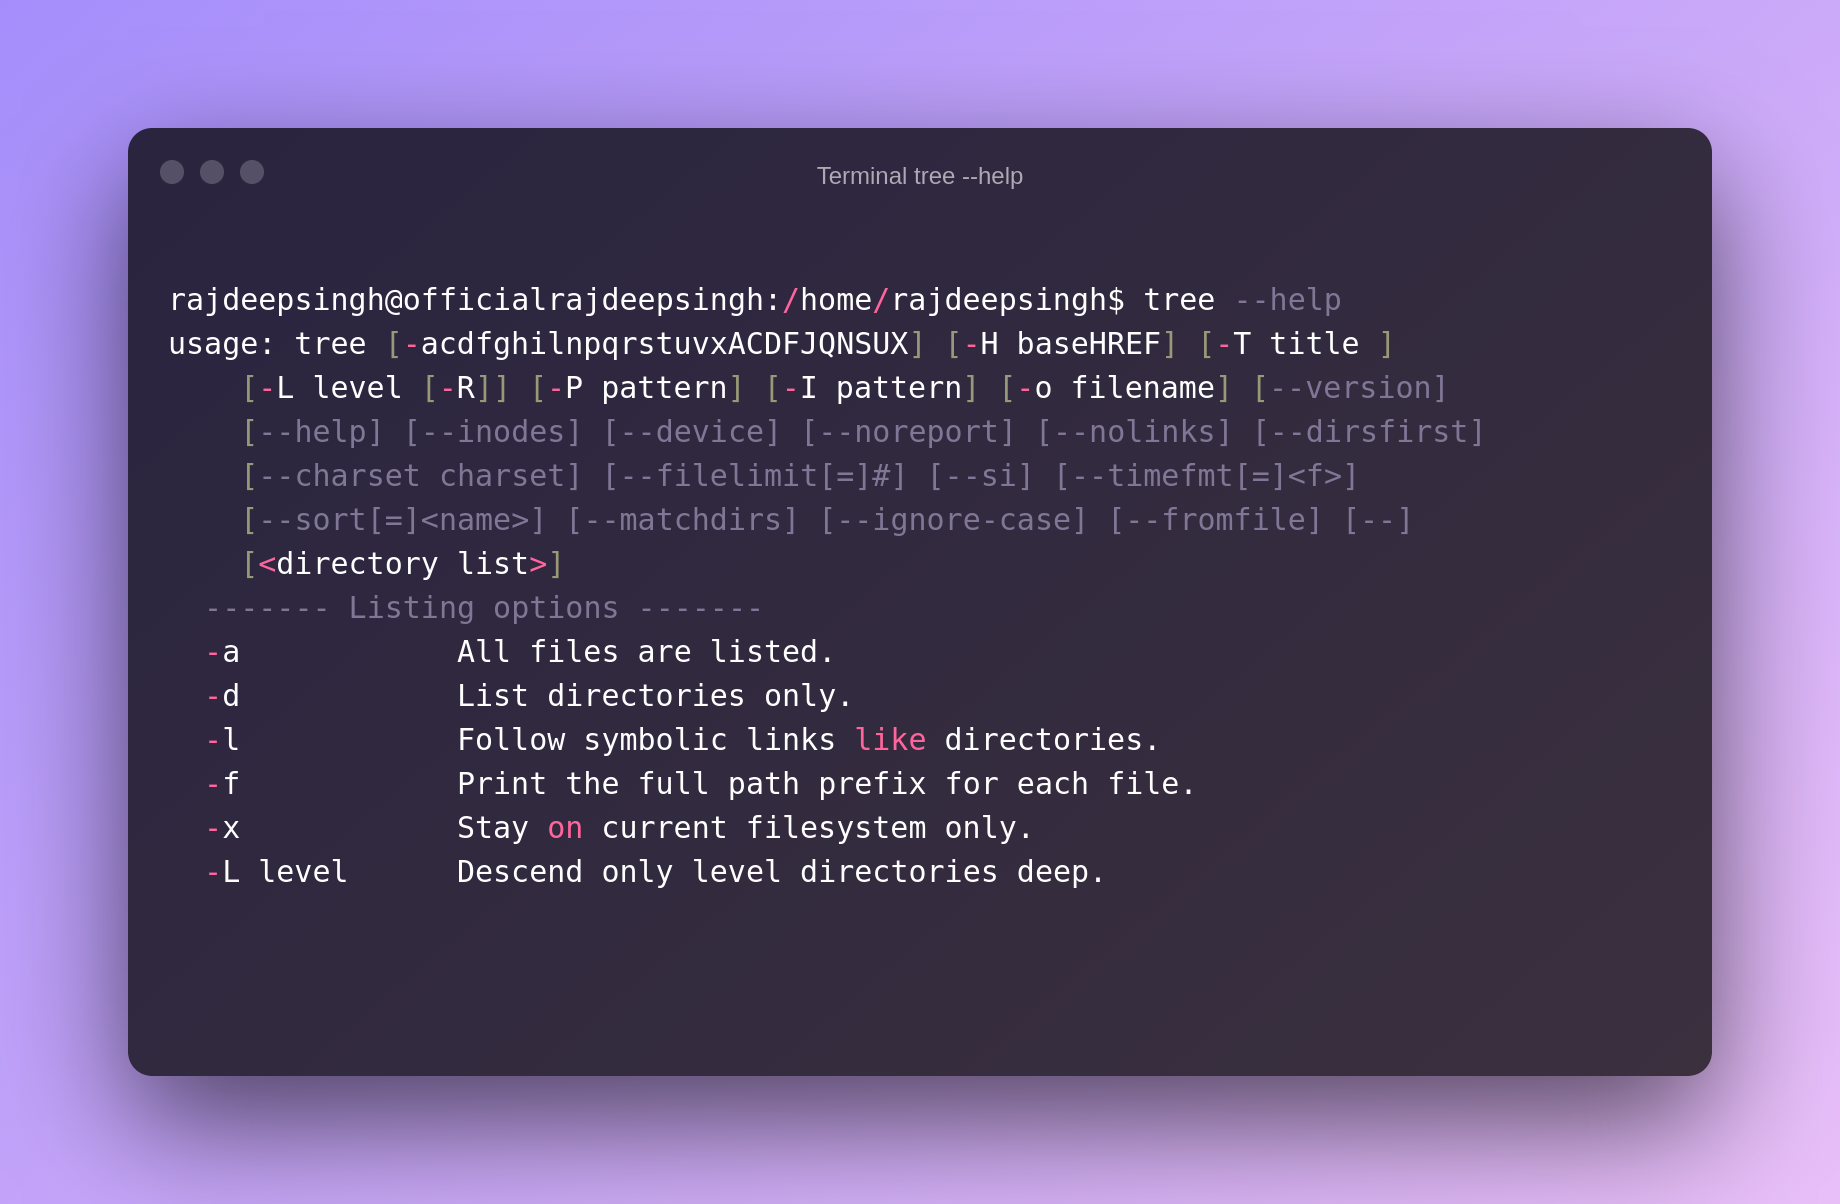 Terminal tree --help
rajdeepsingh@officialrajdeepsingh:/home/rajdeepsingh$ tree --help
usage: tree [-acdfghilnpqrstuvxACDFJQNSUX] [-H baseHREF] [-T title ]
    [-L level [-R]] [-P pattern] [-I pattern] [-o filename] [--version]
    [--help] [--inodes] [--device] [--noreport] [--nolinks] [--dirsfirst]
    [--charset charset] [--filelimit[=]#] [--si] [--timefmt[=]<f>]
    [--sort[=]<name>] [--matchdirs] [--ignore-case] [--fromfile] [--]
    [<directory list>]
  ------- Listing options -------
  -a            All files are listed.
  -d            List directories only.
  -l            Follow symbolic links like directories.
  -f            Print the full path prefix for each file.
  -x            Stay on current filesystem only.
  -L level      Descend only level directories deep.